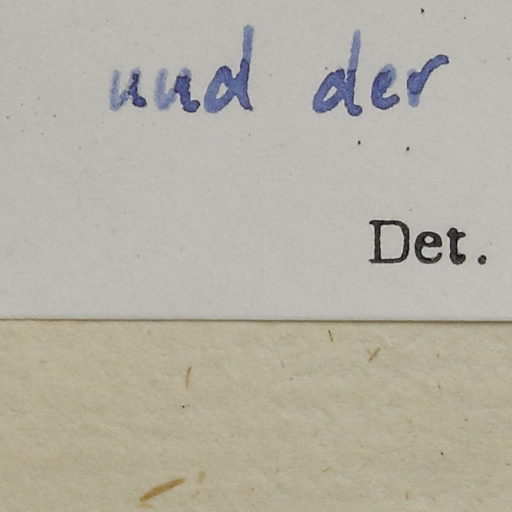 und der
Det.